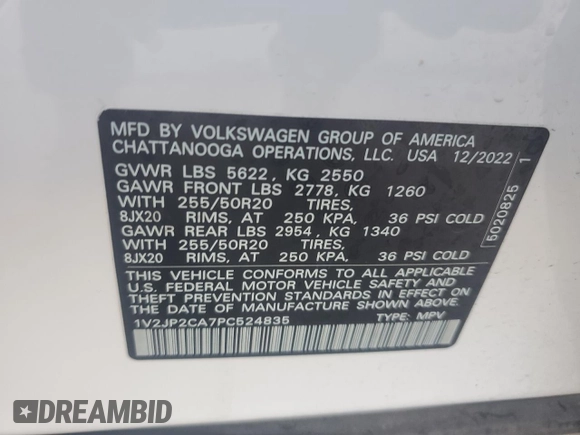 MFD BY VOLKSWAGEN GROUP OF AMERICA
CHATTANOOGA OPERATIONS, LLC. USA 12/2022
GVWR LBS 5622, KG 2550
GAWR FRONT LBS 2778, KG 1260
WITH 255/50R20 TIRES,
8JX20 RIMS, AT 250 KPA, 36 PSI COLD
GAWR REAR LBS 2954, KG 1340
WITH 255/50R20 TIRES,
8JX20 RIMS, AT 250 KPA, 36 PSI COLD
THIS VEHICLE CONFORMS TO ALL APPLICABLE
U.S. FEDERAL MOTOR VEHICLE SAFETY AND
THEFT PREVENTION STANDARDS IN EFFECT ON
THE DATE OF MANUFACTURE SHOWN ABOVE.
1V2JP2CA7PC524835 TYPE: MPV
5020825 1
DREAMBID